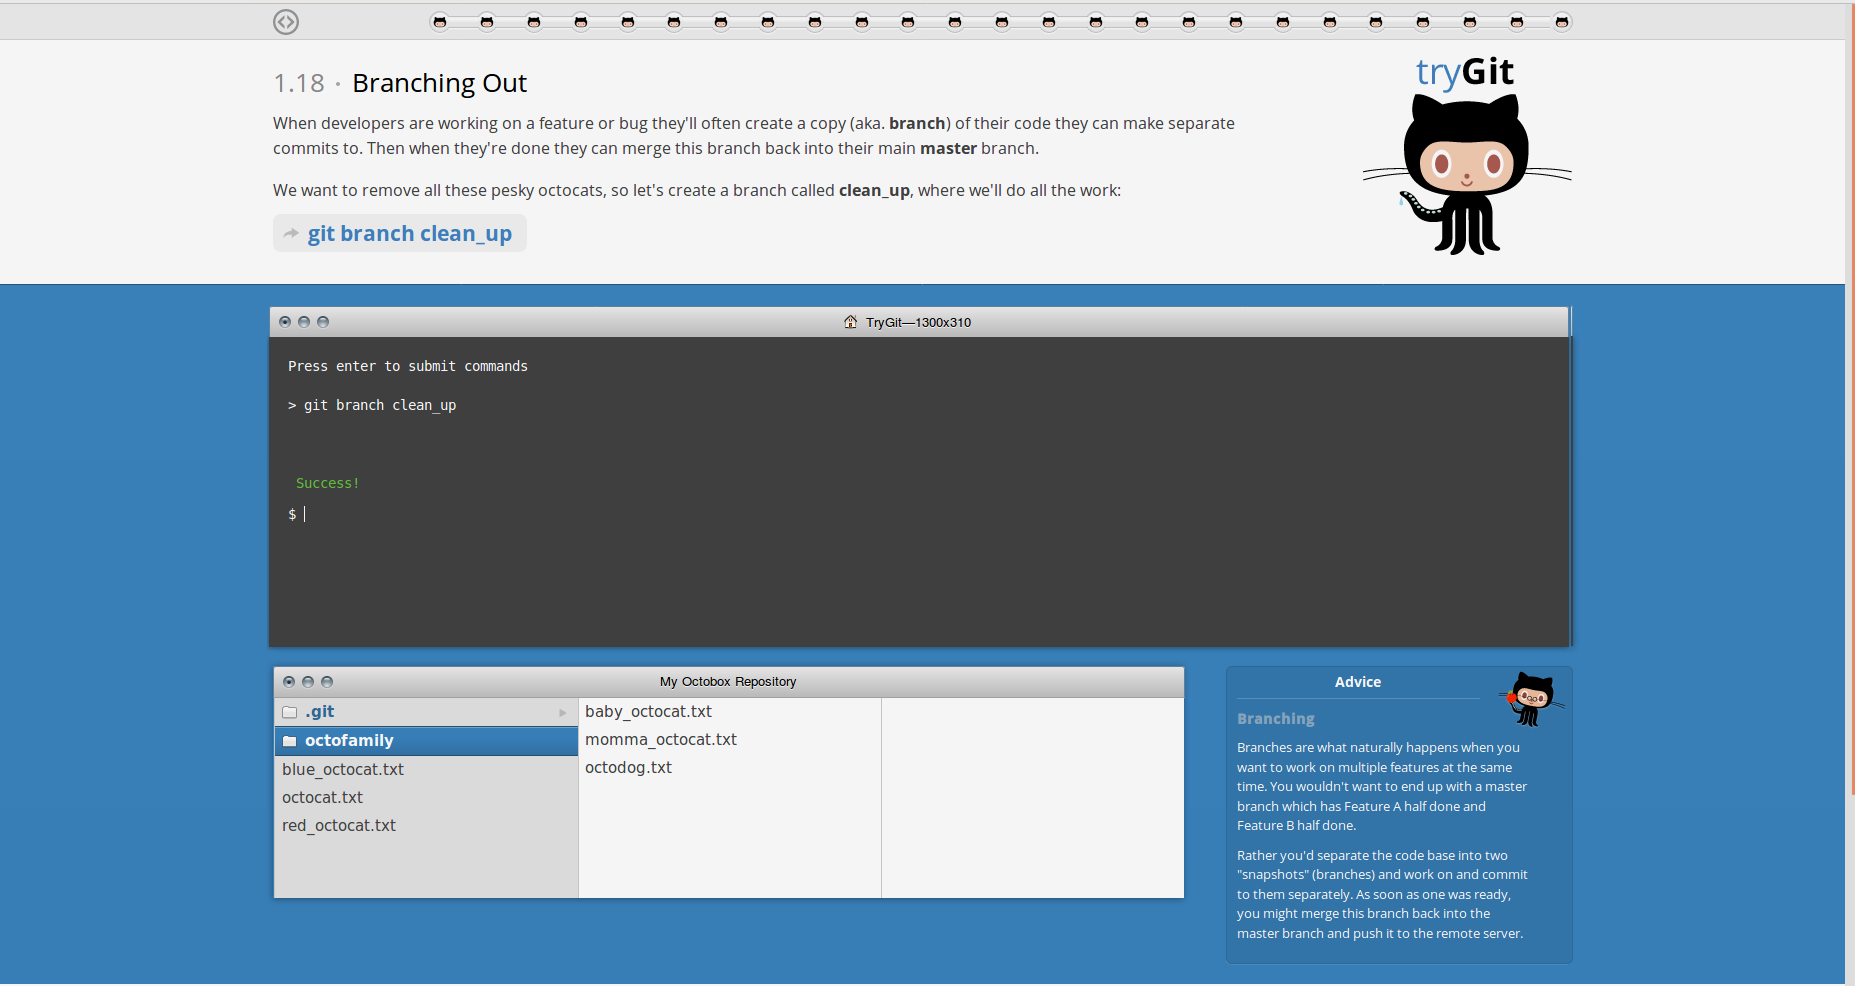 1.18 · Branching Out
tryGit
When developers are working on a feature or bug they'll often create a copy (aka. branch) of their code they can make separate
commits to. Then when they're done they can merge this branch back into their main master branch.
We want to remove all these pesky octocats, so let's create a branch called clean_up, where we'll do all the work:
git branch clean_up
TryGit—1300x310
Press enter to submit commands
> git branch clean_up
Success!
$
My Octobox Repository
.git
octofamily
blue_octocat.txt
octocat.txt
red_octocat.txt
baby_octocat.txt
momma_octocat.txt
octodog.txt
Advice
Branching
Branches are what naturally happens when you
want to work on multiple features at the same
time. You wouldn't want to end up with a master
branch which has Feature A half done and
Feature B half done.
Rather you'd separate the code base into two
"snapshots" (branches) and work on and commit
to them separately. As soon as one was ready,
you might merge this branch back into the
master branch and push it to the remote server.